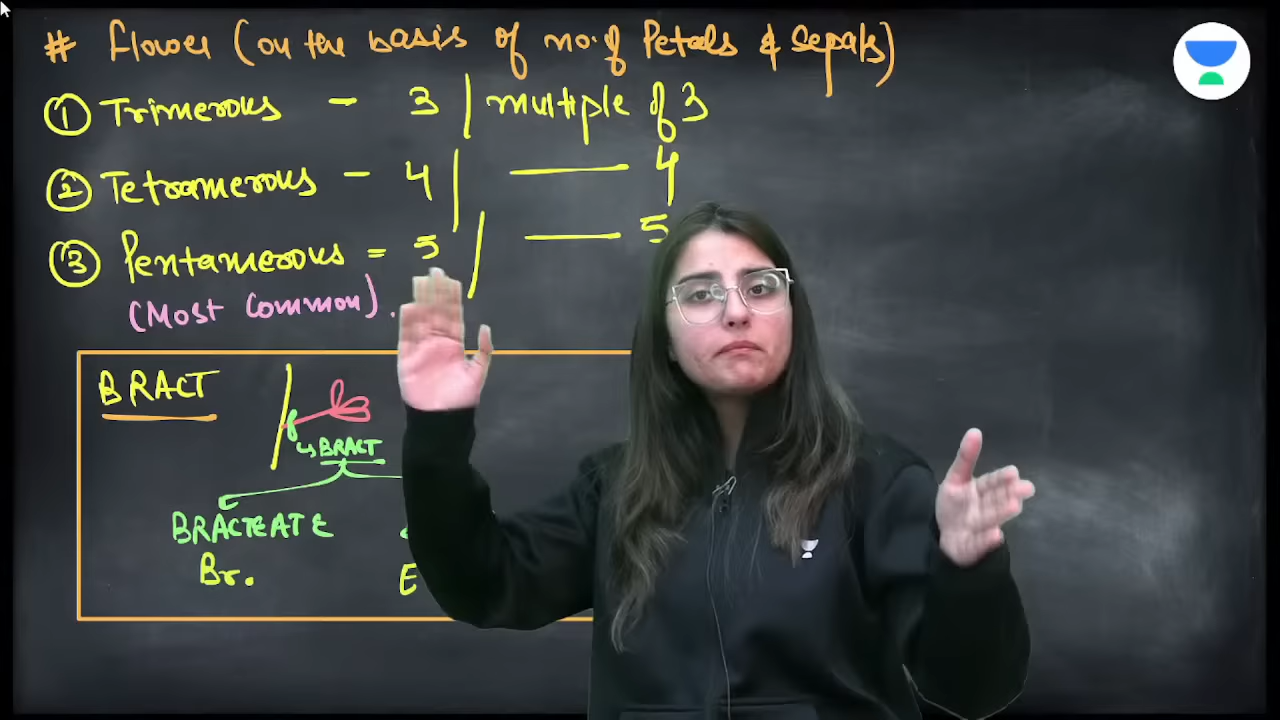 # Flower (on the basis of no. of Petals & Sepals)
① Trimerous - 3 | multiple of 3
② Tetramerous - 4 | —— 4
③ Pentamerous = 5 | —— 5
(Most Common).
BRACT
↳ BRACT
BRACTEATE
Br.
E